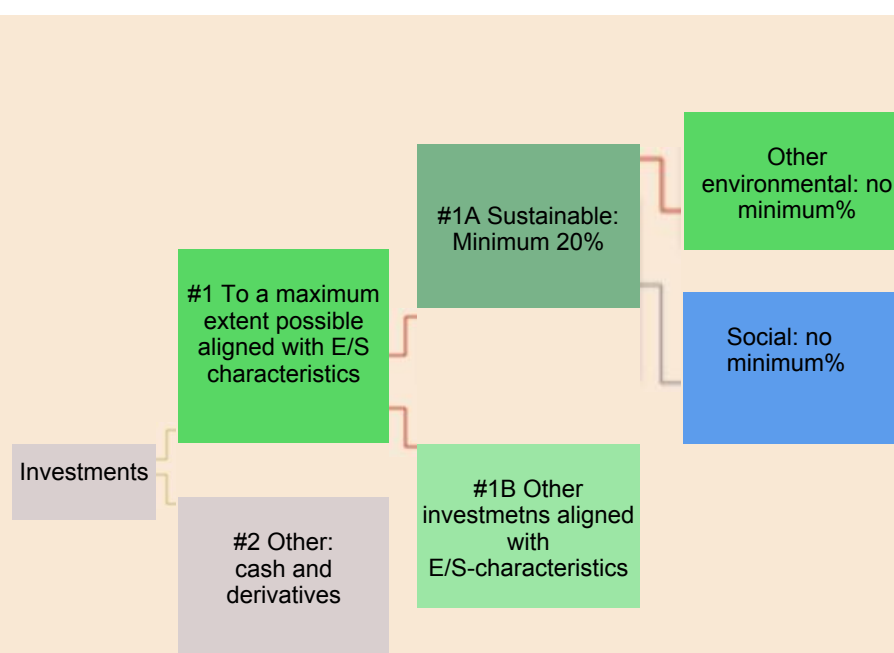 Investments
#1 To a maximum
extent possible
aligned with E/S
characteristics
#2 Other:
cash and
derivatives
#1A Sustainable:
Minimum 20%
#1B Other
investmetns aligned
with
E/S-characteristics
Other
environmental: no
minimum%
Social: no
minimum%